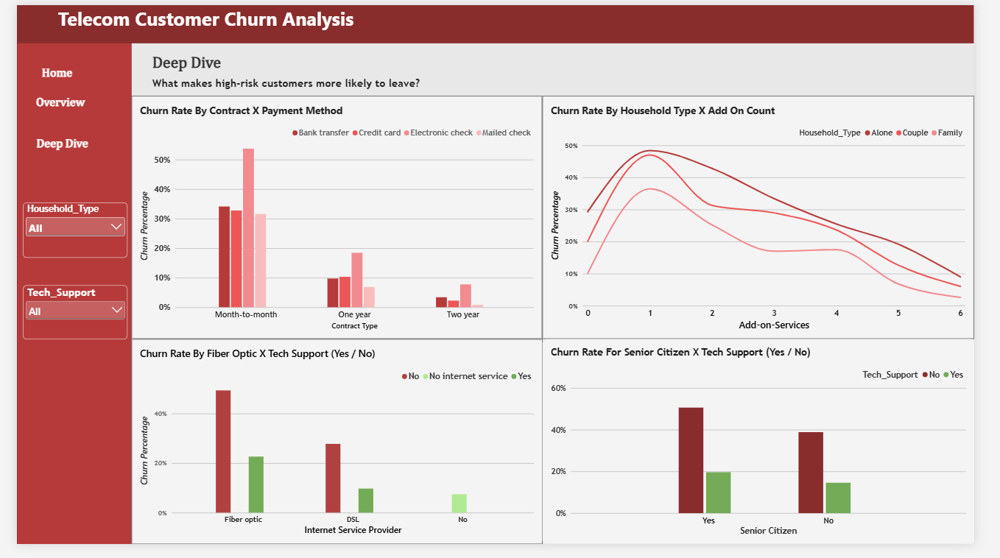 Telecom Customer Churn Analysis
Home
Overview
Deep Dive
Household_Type
All
Tech_Support
All
Deep Dive
What makes high-risk customers more likely to leave?
Churn Rate By Contract X Payment Method
Bank transfer Credit card Electronic check Mailed check
Churn Percentage
50%
40%
30%
20%
10%
0%
Month-to-month One year Two year
Contract Type
Churn Rate By Household Type X Add On Count
Household_Type Alone Couple Family
Churn Percentage
50%
40%
30%
20%
10%
0%
0 1 2 3 4 5 6
Add-on-Services
Churn Rate By Fiber Optic X Tech Support (Yes / No)
No No internet service Yes
Churn Percentage
40%
20%
0%
Fiber optic DSL No
Internet Service Provider
Churn Rate For Senior Citizen X Tech Support (Yes / No)
Tech_Support No Yes
60%
40%
20%
0%
Yes No
Senior Citizen